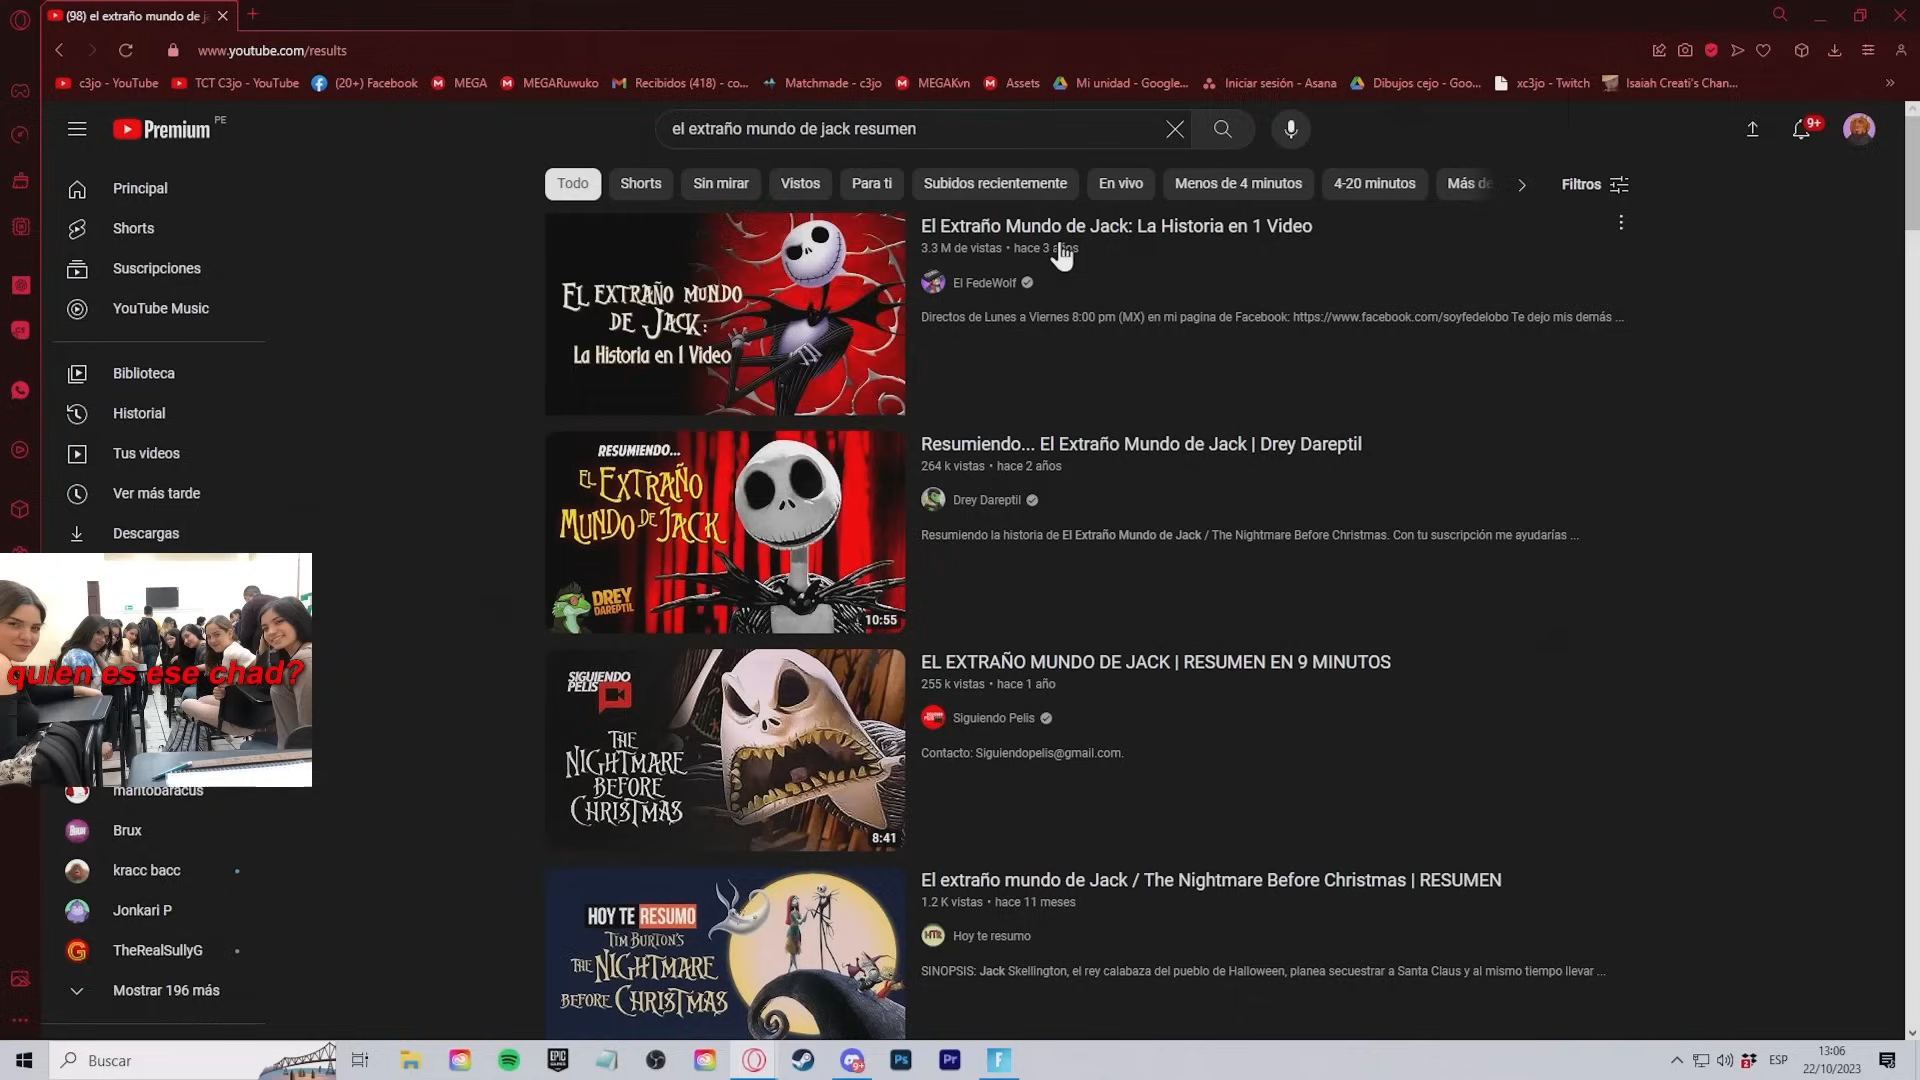 (98) el extraño mundo de j
www.youtube.com/results
c3jo - YouTube
TCT C3jo - YouTube
(20+) Facebook
MEGA
MEGARuwuko
Recibidos (418) - co...
Matchmade - c3jo
MEGAKvn
Assets
Mi unidad - Google...
Iniciar sesión - Asana
Dibujos cejo - Goo...
xc3jo - Twitch
Isaiah Creati's Chan...
Premium PE
el extraño mundo de jack resumen
9+
Todo
Shorts
Sin mirar
Vistos
Para ti
Subidos recientemente
En vivo
Menos de 4 minutos
4-20 minutos
Más de
Filtros
Principal
Shorts
Suscripciones
YouTube Music
Biblioteca
Historial
Tus videos
Ver más tarde
Descargas
quien es ese chad?
maritobaracus
Brux
kracc bacc
Jonkari P
TheRealSullyG
Mostrar 196 más
EL EXTRAÑO MUNDO
DE JACK:
LA HISTORIA EN 1 VIDEO
El Extraño Mundo de Jack: La Historia en 1 Video
3.3 M de vistas • hace 3 años
El FedeWolf
Directos de Lunes a Viernes 8:00 pm (MX) en mi pagina de Facebook: https://www.facebook.com/soyfedelobo Te dejo mis demás ...
RESUMIENDO...
EL EXTRAÑO
MUNDO DE JACK
DREY
DAREPTIL
10:55
Resumiendo... El Extraño Mundo de Jack | Drey Dareptil
264 k vistas • hace 2 años
Drey Dareptil
Resumiendo la historia de El Extraño Mundo de Jack / The Nightmare Before Christmas. Con tu suscripción me ayudarías ...
SIGUIENDO
PELIS
THE
NIGHTMARE
BEFORE
CHRISTMAS
8:41
EL EXTRAÑO MUNDO DE JACK | RESUMEN EN 9 MINUTOS
255 k vistas • hace 1 año
Siguiendo Pelis
Contacto: Siguiendopelis@gmail.com.
HOY TE RESUMO
TIM BURTON'S
THE NIGHTMARE
BEFORE CHRISTMAS
El extraño mundo de Jack / The Nightmare Before Christmas | RESUMEN
1.2 K vistas • hace 11 meses
HTR
Hoy te resumo
SINOPSIS: Jack Skellington, el rey calabaza del pueblo de Halloween, planea secuestrar a Santa Claus y al mismo tiempo llevar ...
Buscar
EPIC
GAMES
9+
Ps
Pr
F
2
ESP
13:06
22/10/2023